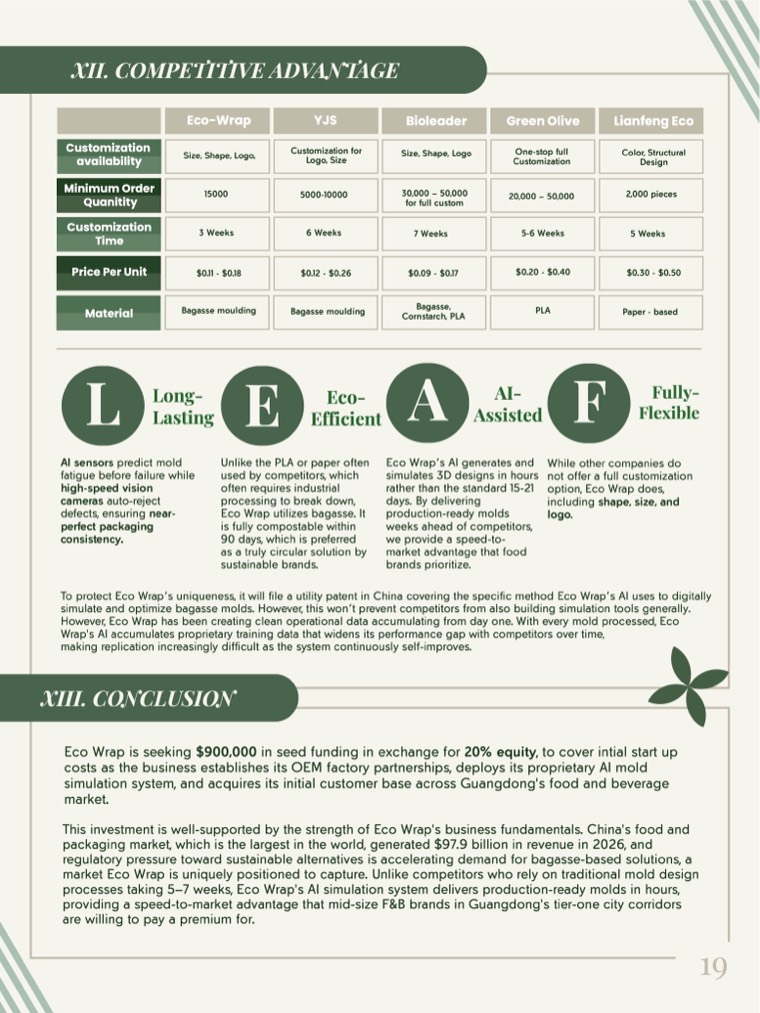 XII. COMPETITIVE ADVANTAGE
Eco-Wrap YJS Bioleader Green Olive Lianfeng Eco
Customization availability Size, Shape, Logo, Customization for Logo, Size Size, Shape, Logo One-stop full Customization Color, Structural Design
Minimum Order Quanitity 15000 5000-10000 30,000 – 50,000 for full custom 20,000 – 50,000 2,000 pieces
Customization Time 3 Weeks 6 Weeks 7 Weeks 5-6 Weeks 5 Weeks
Price Per Unit $0.11 - $0.18 $0.12 - $0.26 $0.09 - $0.17 $0.20 - $0.40 $0.30 - $0.50
Material Bagasse moulding Bagasse moulding Bagasse, Cornstarch, PLA PLA Paper - based
L
Long-
Lasting
AI sensors predict mold
fatigue before failure while
high-speed vision
cameras auto-reject
defects, ensuring near-
perfect packaging
consistency.
E
Eco-
Efficient
Unlike the PLA or paper often
used by competitors, which
often requires industrial
processing to break down,
Eco Wrap utilizes bagasse. It
is fully compostable within
90 days, which is preferred
as a truly circular solution by
sustainable brands.
A
AI-
Assisted
Eco Wrap's AI generates and
simulates 3D designs in hours
rather than the standard 15-21
days. By delivering
production-ready molds
weeks ahead of competitors,
we provide a speed-to-
market advantage that food
brands prioritize.
F
Fully-
Flexible
While other companies do
not offer a full customization
option, Eco Wrap does,
including shape, size, and
logo.
To protect Eco Wrap's uniqueness, it will file a utility patent in China covering the specific method Eco Wrap's AI uses to digitally
simulate and optimize bagasse molds. However, this won't prevent competitors from also building simulation tools generally.
However, Eco Wrap has been creating clean operational data accumulating from day one. With every mold processed, Eco
Wrap's AI accumulates proprietary training data that widens its performance gap with competitors over time,
making replication increasingly difficult as the system continuously self-improves.
XIII. CONCLUSION
Eco Wrap is seeking $900,000 in seed funding in exchange for 20% equity, to cover intial start up
costs as the business establishes its OEM factory partnerships, deploys its proprietary AI mold
simulation system, and acquires its initial customer base across Guangdong's food and beverage
market.
This investment is well-supported by the strength of Eco Wrap's business fundamentals. China's food and
packaging market, which is the largest in the world, generated $97.9 billion in revenue in 2026, and
regulatory pressure toward sustainable alternatives is accelerating demand for bagasse-based solutions, a
market Eco Wrap is uniquely positioned to capture. Unlike competitors who rely on traditional mold design
processes taking 5–7 weeks, Eco Wrap's AI simulation system delivers production-ready molds in hours,
providing a speed-to-market advantage that mid-size F&B brands in Guangdong's tier-one city corridors
are willing to pay a premium for.
19